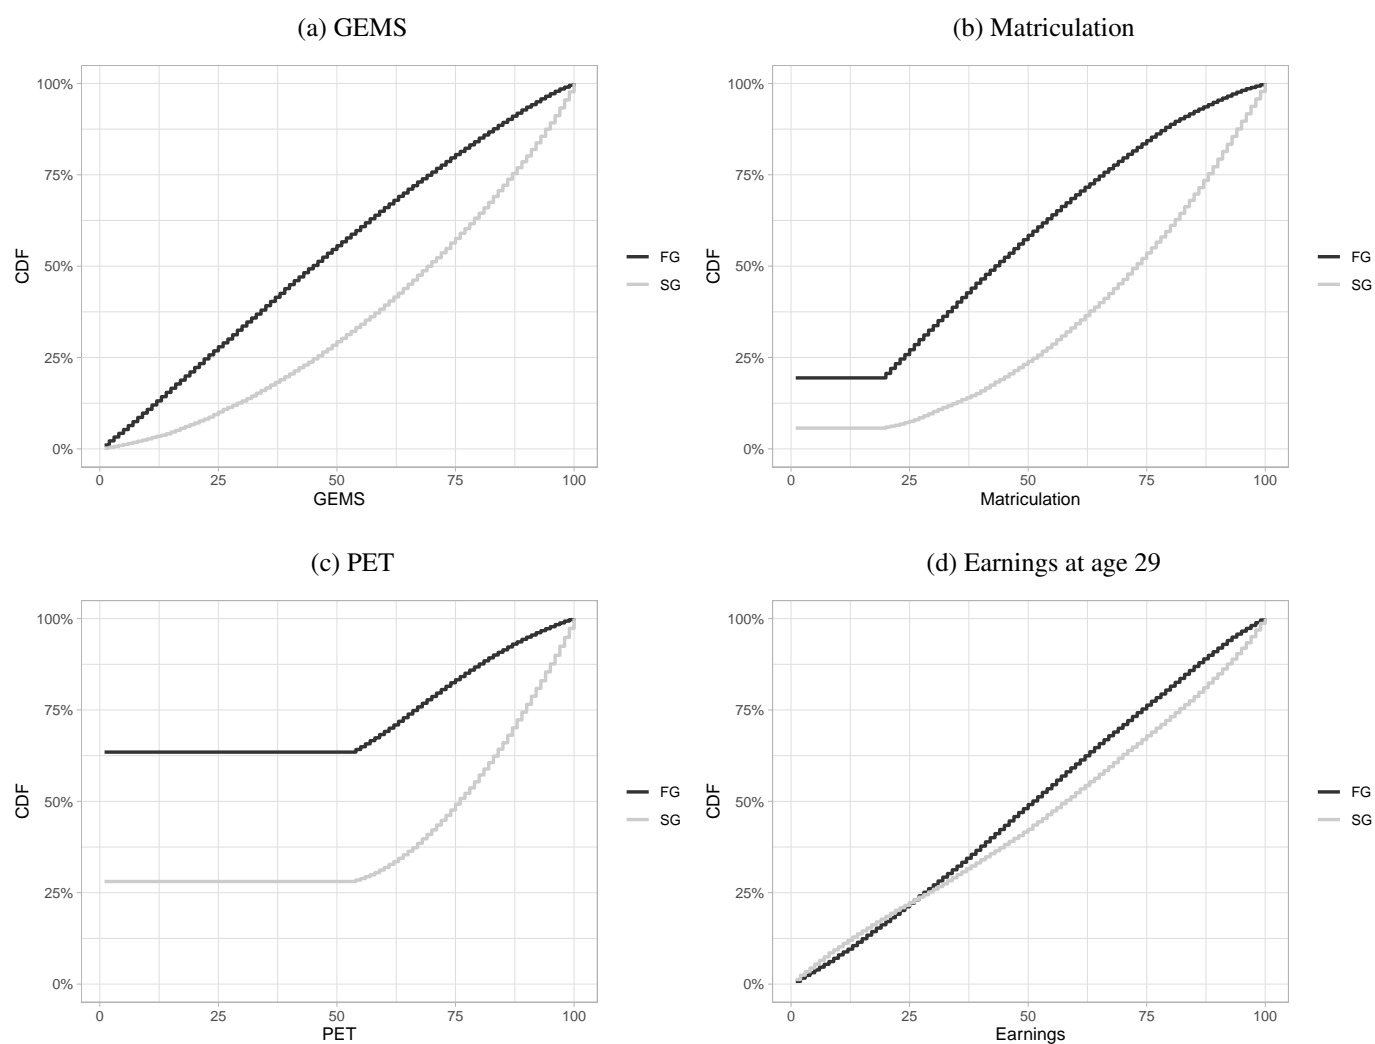 (a) GEMS
100%
75%
50%
25%
0%
CDF
0 25 50 75 100
GEMS
FG
SG
(b) Matriculation
100%
75%
50%
25%
0%
CDF
0 25 50 75 100
Matriculation
FG
SG
(c) PET
100%
75%
50%
25%
0%
CDF
0 25 50 75 100
PET
FG
SG
(d) Earnings at age 29
100%
75%
50%
25%
0%
CDF
0 25 50 75 100
Earnings
FG
SG